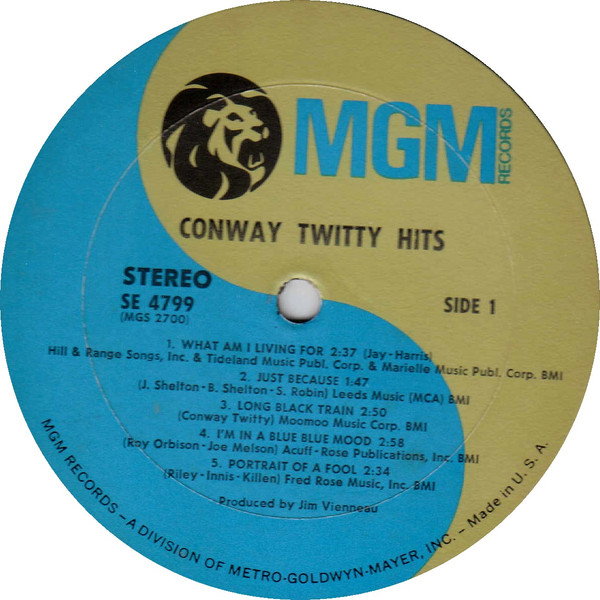 MGM
RECORDS
CONWAY TWITTY HITS
STEREO
SE 4799
(MGS 2700)
SIDE 1
1. WHAT AM I LIVING FOR 2:37 (Jay-Harris)
Hill & Range Songs, Inc. & Tideland Music Publ. Corp. & Marielle Music Publ. Corp. BMI
2. JUST BECAUSE 1:47
(J. Shelton-B. Shelton-S. Robin) Leeds Music (MCA) BMI
3. LONG BLACK TRAIN 2:50
(Conway Twitty) Moomoo Music Corp. BMI
4. I'M IN A BLUE BLUE MOOD 2:58
(Roy Orbison-Joe Melson) Acuff-Rose Publications, Inc. BMI
5. PORTRAIT OF A FOOL 2:34
(Riley-Innis-Killen) Fred Rose Music, Inc. BMI
Produced by Jim Vienneau
MGM RECORDS – A DIVISION OF METRO-GOLDWYN-MAYER, INC. – Made in U. S. A.